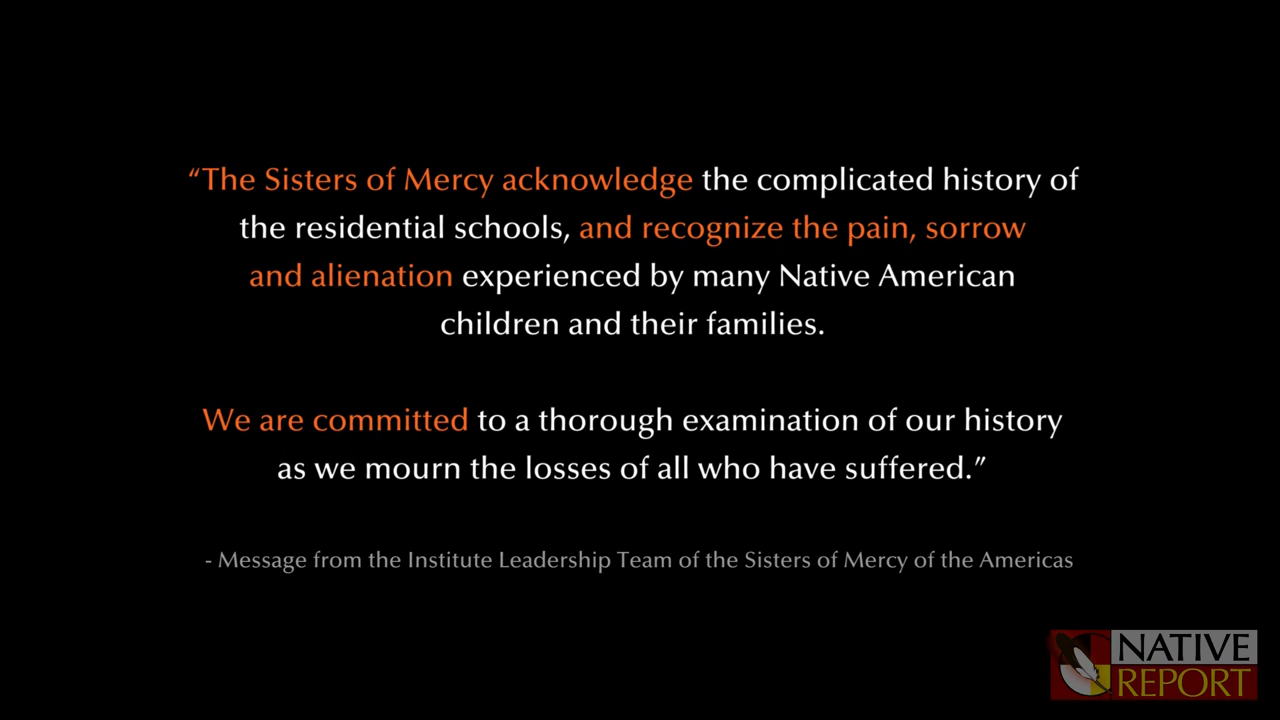 “The Sisters of Mercy acknowledge the complicated history of
the residential schools, and recognize the pain, sorrow
and alienation experienced by many Native American
children and their families.
We are committed to a thorough examination of our history
as we mourn the losses of all who have suffered.”
- Message from the Institute Leadership Team of the Sisters of Mercy of the Americas
NATIVE
REPORT